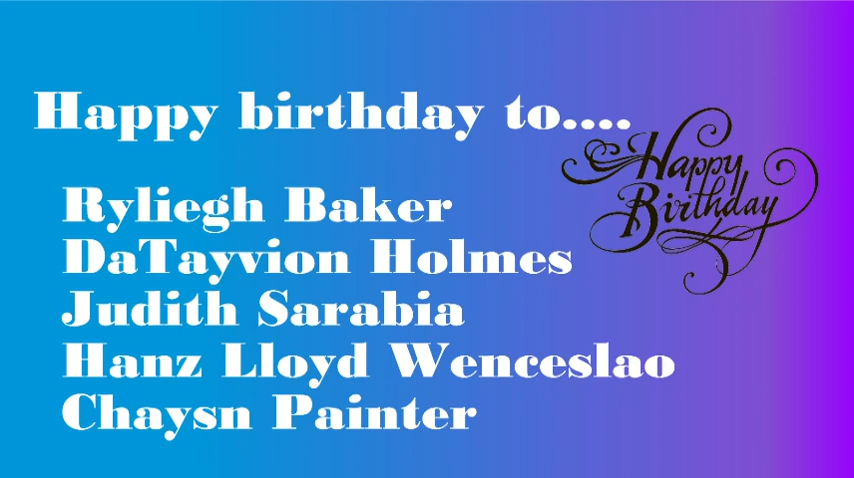 Happy birthday to....
Happy
Birthday
Ryliegh Baker
DaTayvion Holmes
Judith Sarabia
Hanz Lloyd Wenceslao
Chaysn Painter